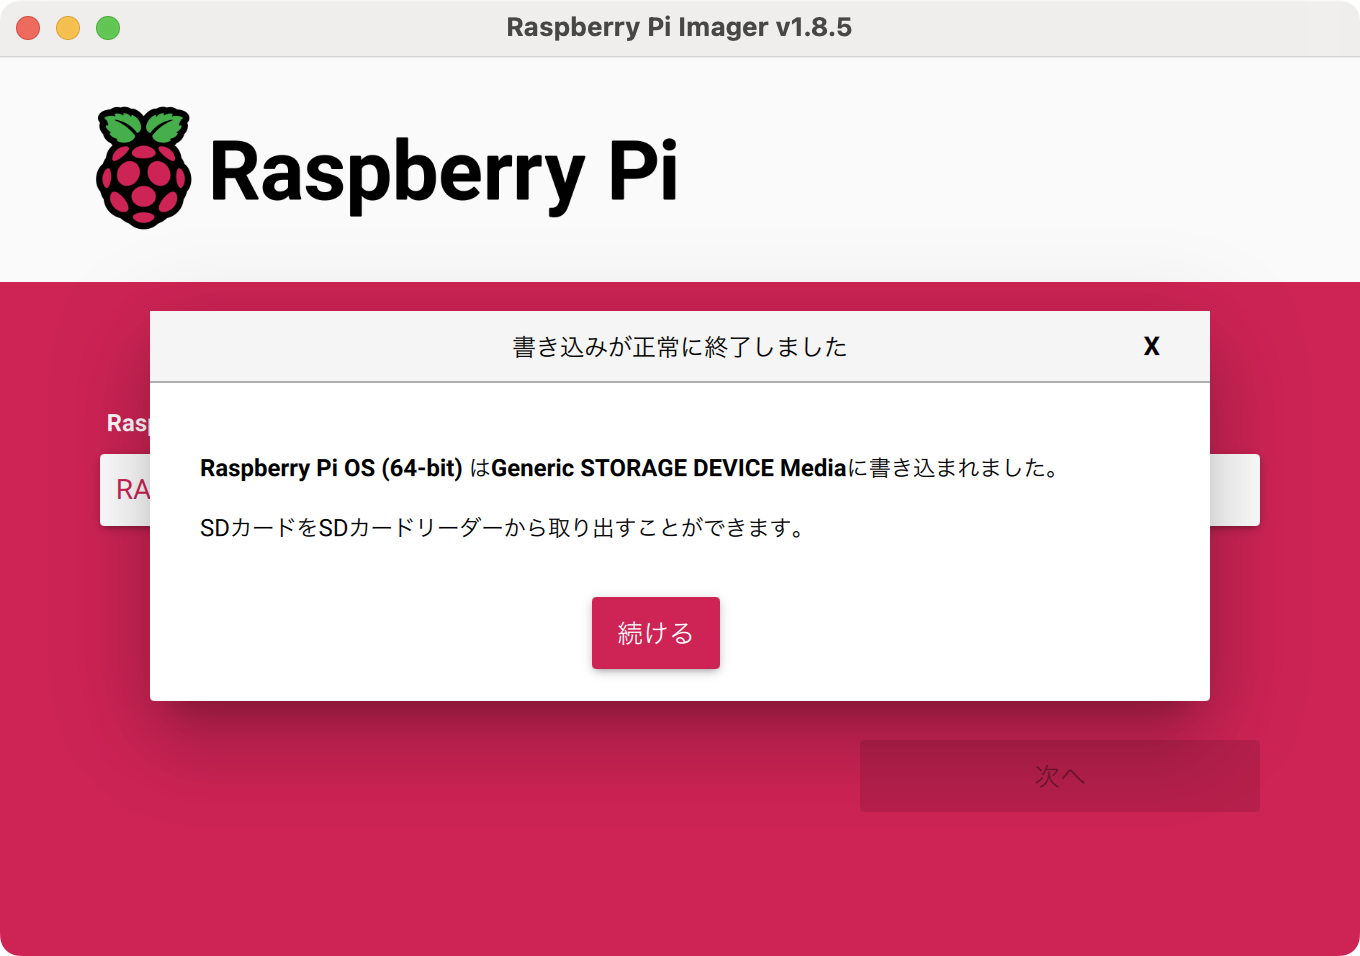 Raspberry Pi Imager v1.8.5
Raspberry Pi
書き込みが正常に終了しました X
Raspberry Pi OS (64-bit) はGeneric STORAGE DEVICE Mediaに書き込まれました。
SDカードをSDカードリーダーから取り出すことができます。
続ける
次へ